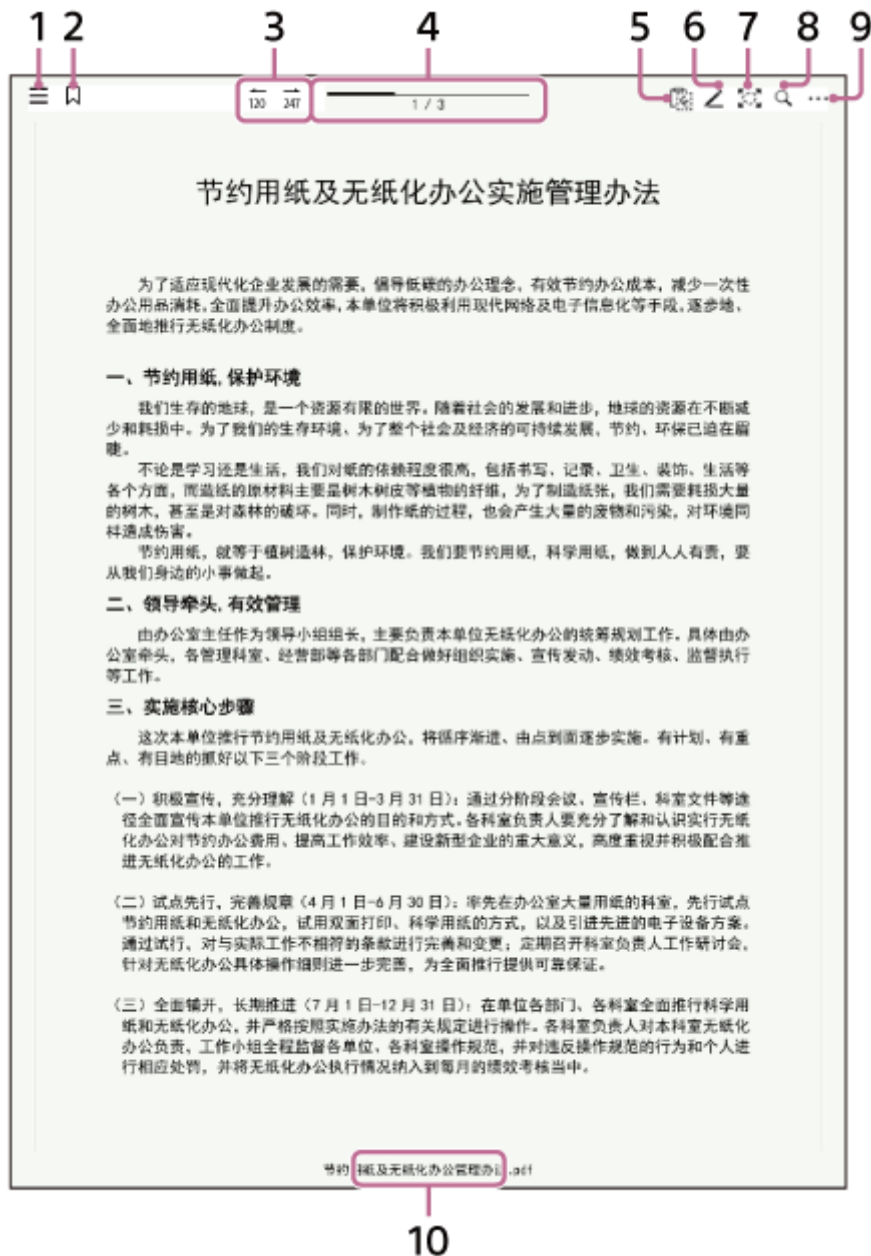 1 2 3 4 5 6 7 8 9
120 247 1 / 3
节约用纸及无纸化办公实施管理办法
为了适应现代化企业发展的需要，倡导低碳的办公理念，有效节约办公成本，减少一次性
办公用品消耗，全面提升办公效率，本单位将积极利用现代网络及电子信息化等手段，逐步地、
全面地推行无纸化办公制度。
一、节约用纸，保护环境
我们生存的地球，是一个资源有限的世界。随着社会的发展和进步，地球的资源在不断减
少和耗损中。为了我们的生存环境、为了整个社会及经济的可持续发展，节约、环保已迫在眉
睫。
不论是学习还是生活，我们对纸的依赖程度很高，包括书写、记录、卫生、装饰、生活等
各个方面，而造纸的原材料主要是树木树皮等植物的纤维，为了制造纸张，我们需要耗损大量
的树木，甚至是对森林的破坏。同时，制作纸的过程，也会产生大量的废物和污染，对环境同
样造成伤害。
节约用纸，就等于植树造林，保护环境。我们要节约用纸，科学用纸，做到人人有责，要
从我们身边的小事做起。
二、领导牵头，有效管理
由办公室主任作为领导小组组长，主要负责本单位无纸化办公的统筹规划工作。具体由办
公室牵头，各管理科室、经营部等各部门配合做好组织实施、宣传发动、绩效考核、监督执行
等工作。
三、实施核心步骤
这次本单位推行节约用纸及无纸化办公，将循序渐进、由点到面逐步实施。有计划、有重
点、有目地的抓好以下三个阶段工作。
（一）积极宣传，充分理解（1月1日-3月31日）：通过分阶段会议、宣传栏、科室文件等途
径全面宣传本单位推行无纸化办公的目的和方式。各科室负责人要充分了解和认识实行无纸
化办公对节约办公费用、提高工作效率、建设新型企业的重大意义，高度重视并积极配合推
进无纸化办公的工作。
（二）试点先行，完善规章（4月1日-6月30日）：率先在办公室大量用纸的科室，先行试点
节约用纸和无纸化办公，试用双面打印、科学用纸的方式，以及引进先进的电子设备方案。
通过试行、对与实际工作不相符的条款进行完善和变更；定期召开科室负责人工作研讨会，
针对无纸化办公具体操作细则进一步完善，为全面推行提供可靠保证。
（三）全面铺开，长期推进（7月1日-12月31日）：在单位各部门、各科室全面推行科学用
纸和无纸化办公，并严格按照实施办法的有关规定进行操作。各科室负责人对本科室无纸化
办公负责，工作小组全程监督各单位、各科室操作规范，并对违反操作规范的行为和个人进
行相应处罚，并将无纸化办公执行情况纳入到每月的绩效考核当中。
节约用纸及无纸化办公管理办法.pdf
10